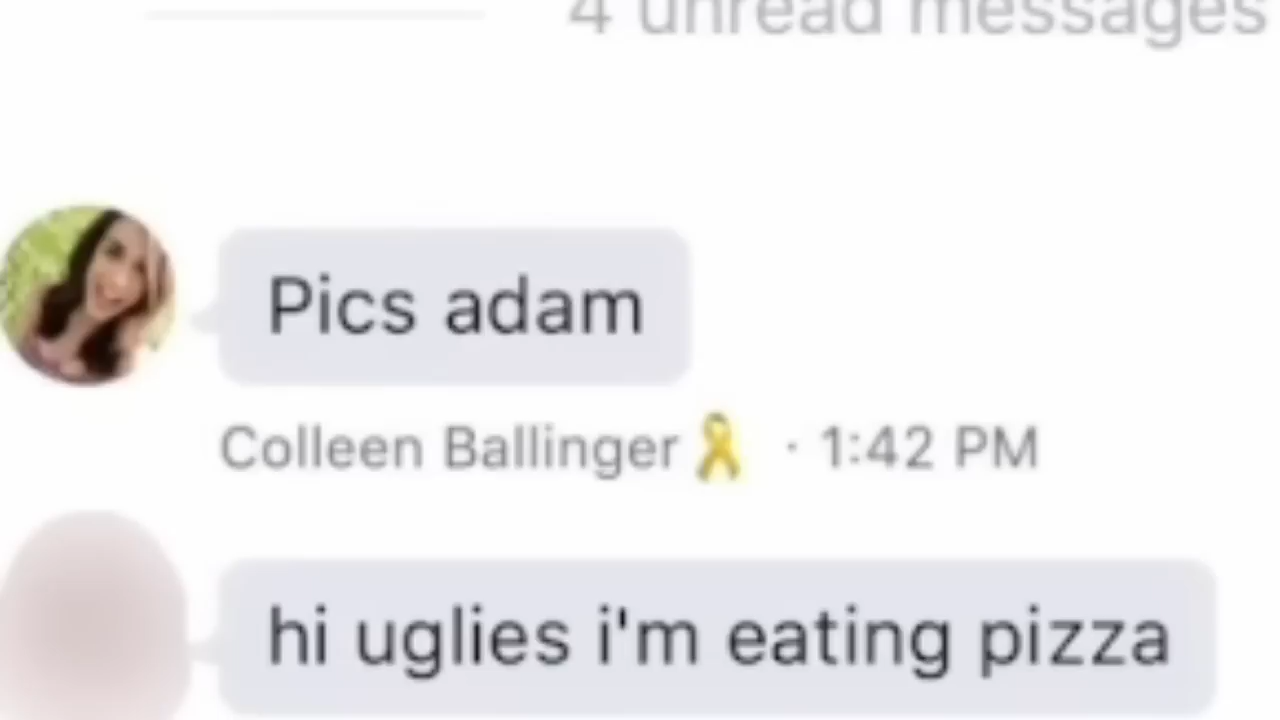 4 unread messages
Pics adam
Colleen Ballinger🎗 · 1:42 PM
hi uglies i'm eating pizza